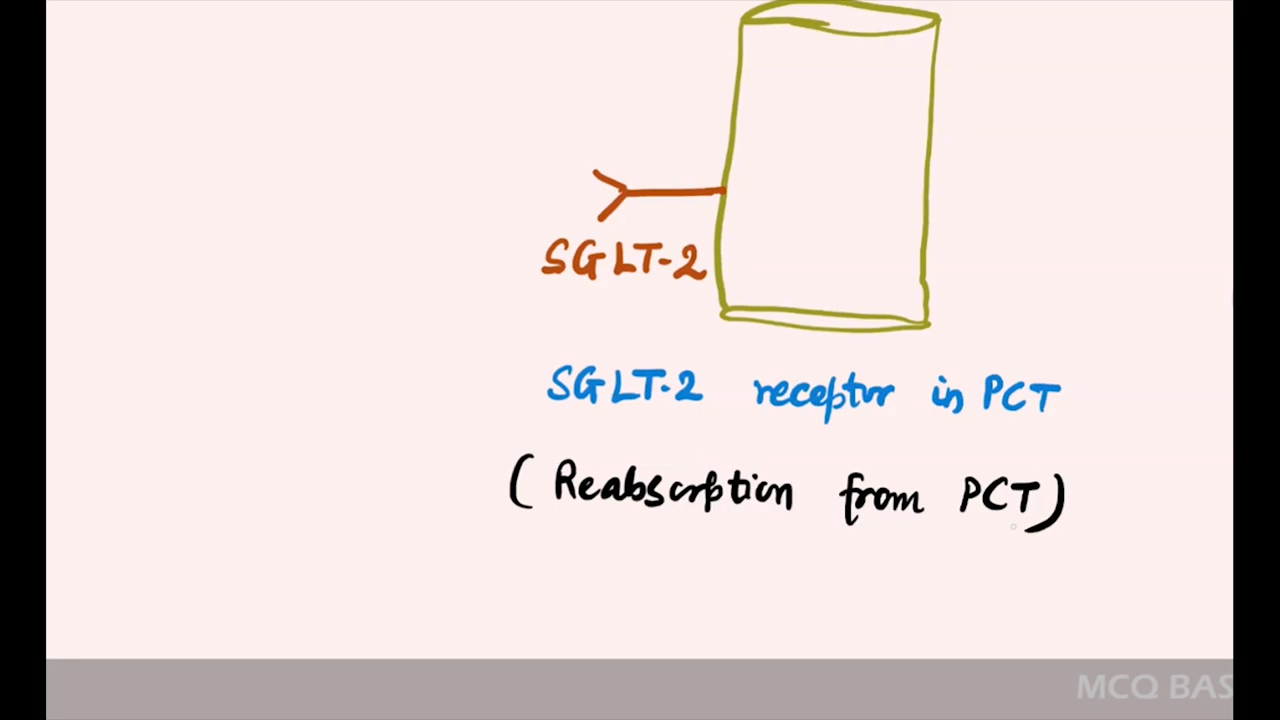 SGLT-2
SGLT-2 receptor in PCT
(Reabsorption from PCT)
MCQ BAS